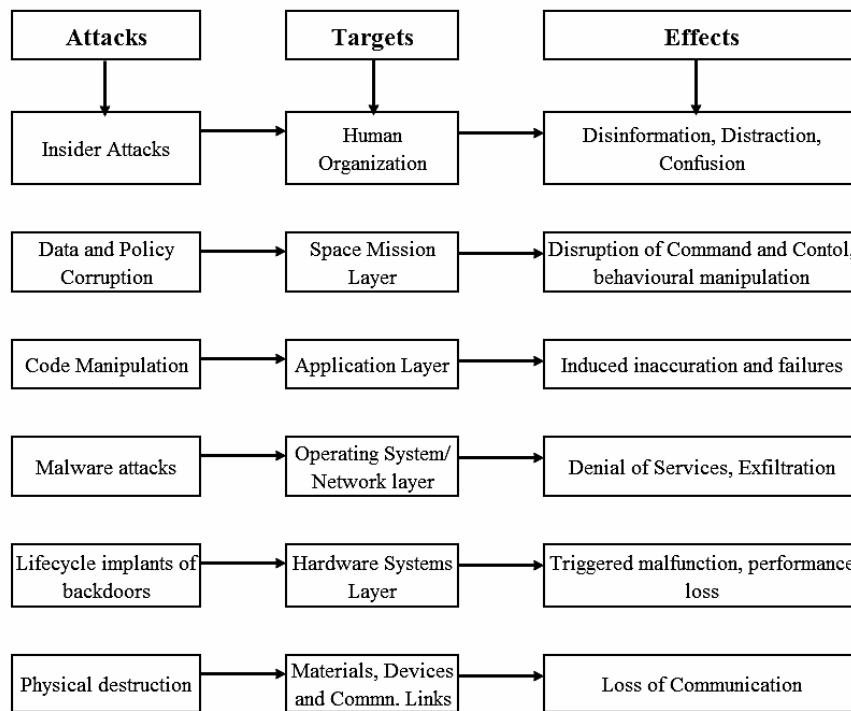 Attacks
Targets
Effects
Insider Attacks
Human
Organization
Disinformation, Distraction,
Confusion
Data and Policy
Corruption
Space Mission
Layer
Disruption of Command and Contol,
behavioural manipulation
Code Manipulation
Application Layer
Induced inaccuration and failures
Malware attacks
Operating System/
Network layer
Denial of Services, Exfiltration
Lifecycle implants of
backdoors
Hardware Systems
Layer
Triggered malfunction, performance
loss
Physical destruction
Materials, Devices
and Commn. Links
Loss of Communication